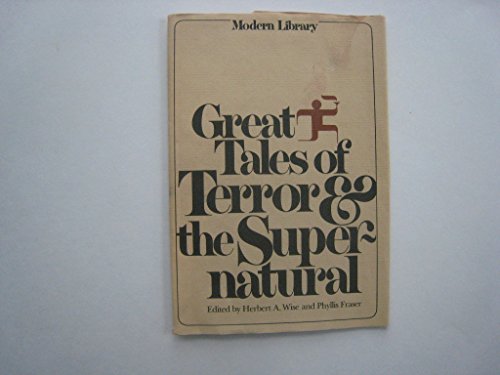 Modern Library
Great
Tales of
Terror &
the Super-
natural
Edited by Herbert A. Wise and Phyllis Fraser